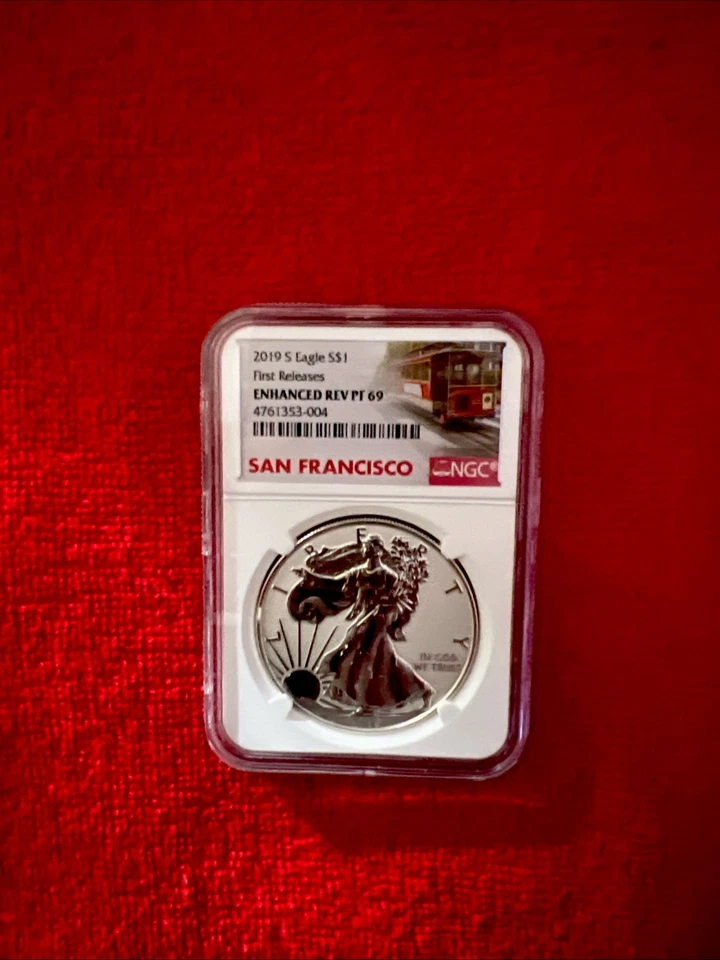 2019 S Eagle S$1
First Releases
ENHANCED REV PF 69
4761353-004
SAN FRANCISCO NGC®
LIBERTY
IN GOD
WE TRUST